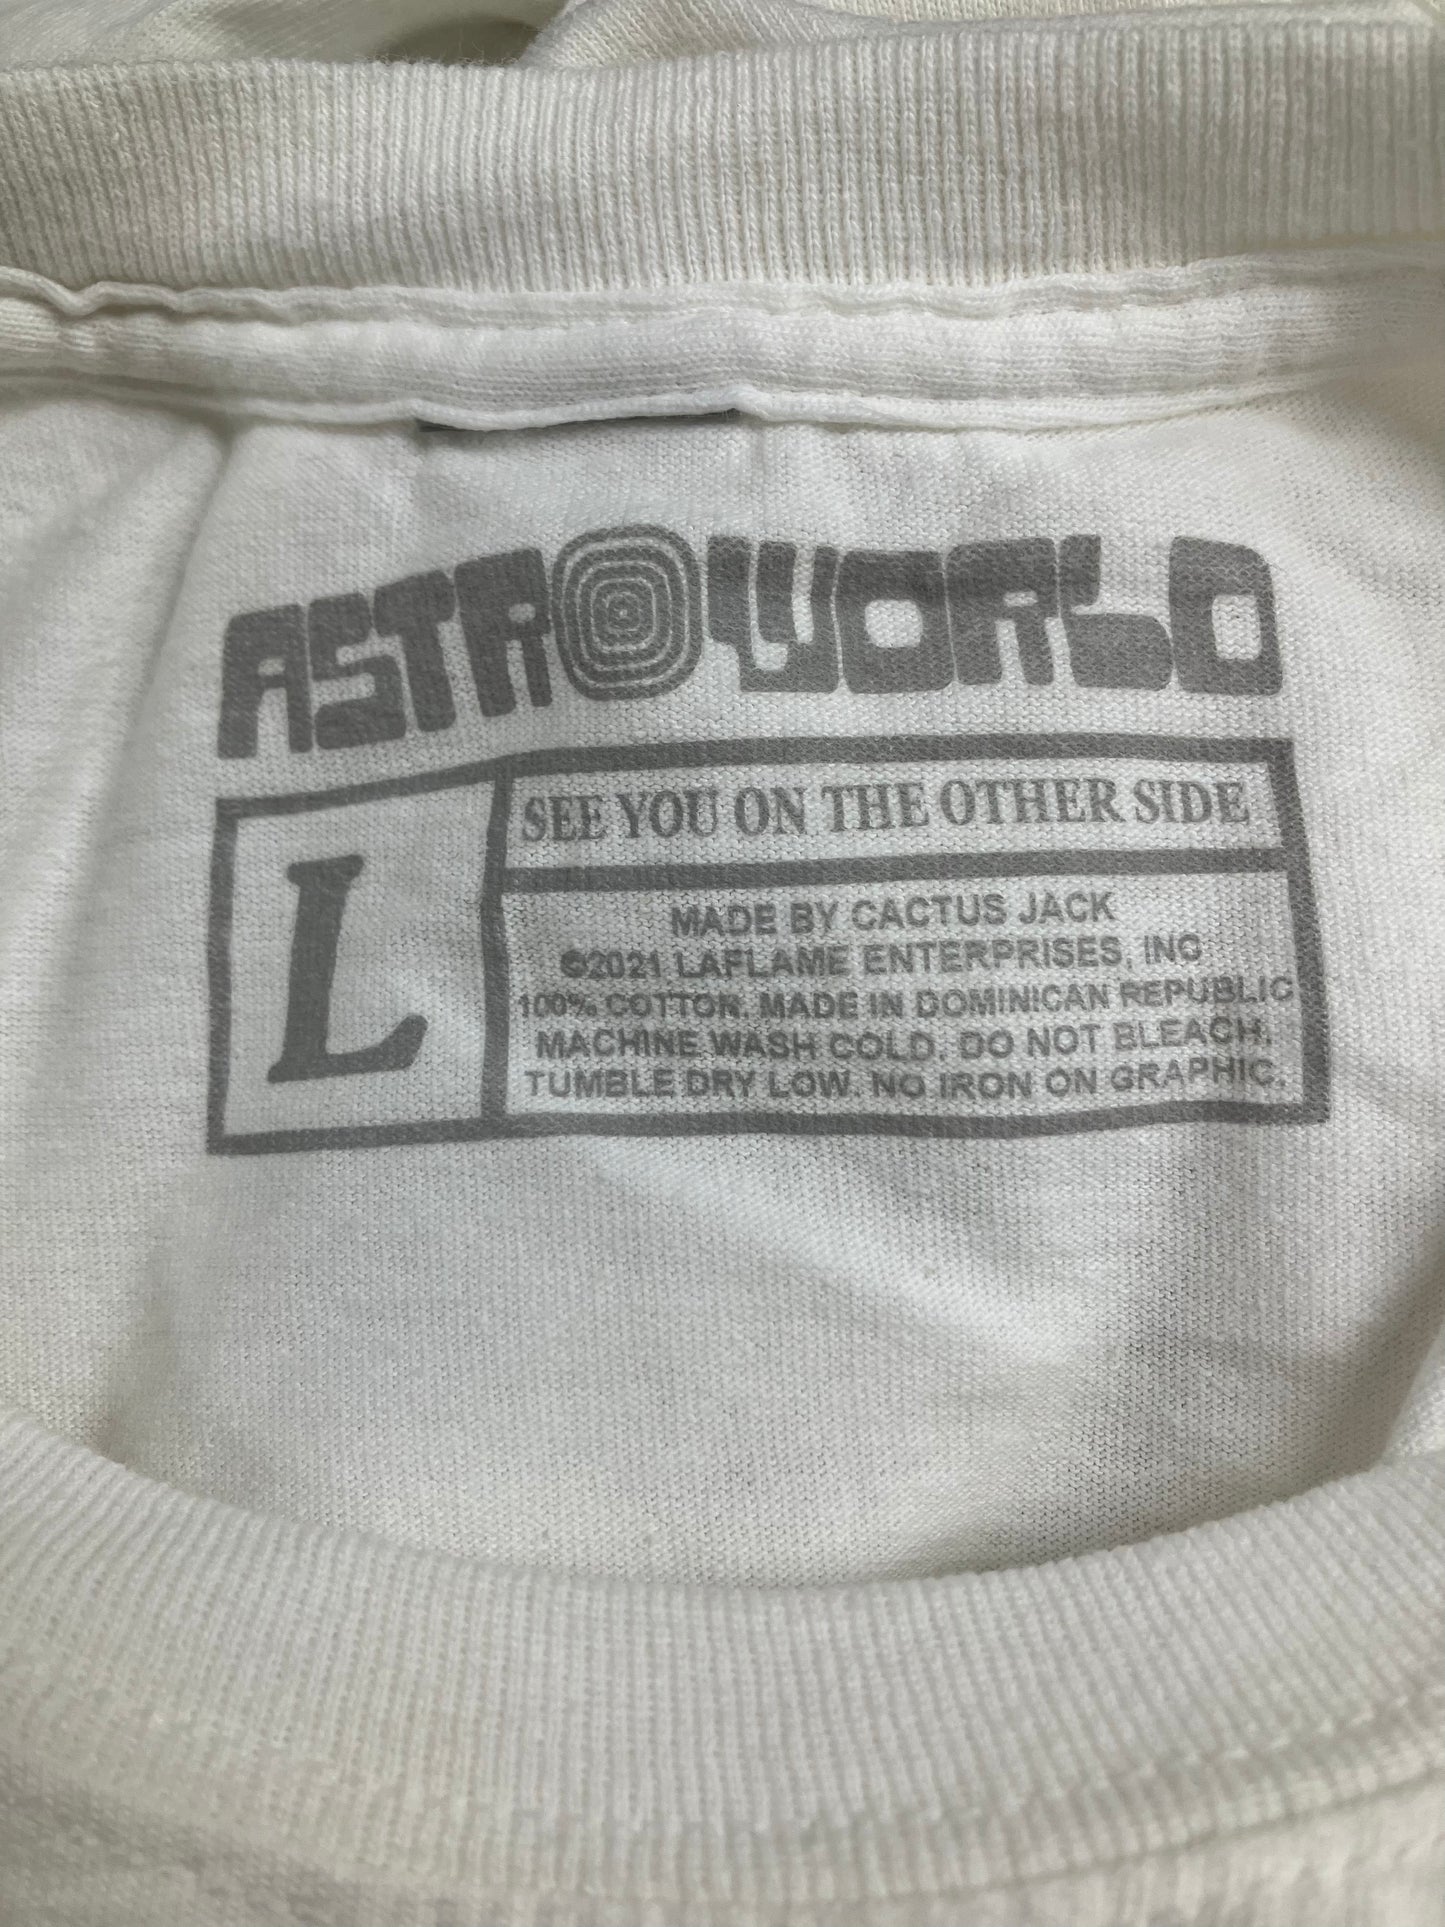 ASTROWORLD
L
SEE YOU ON THE OTHER SIDE
MADE BY CACTUS JACK
©2021 LAFLAME ENTERPRISES, INC
100% COTTON. MADE IN DOMINICAN REPUBLIC
MACHINE WASH COLD. DO NOT BLEACH.
TUMBLE DRY LOW. NO IRON ON GRAPHIC.